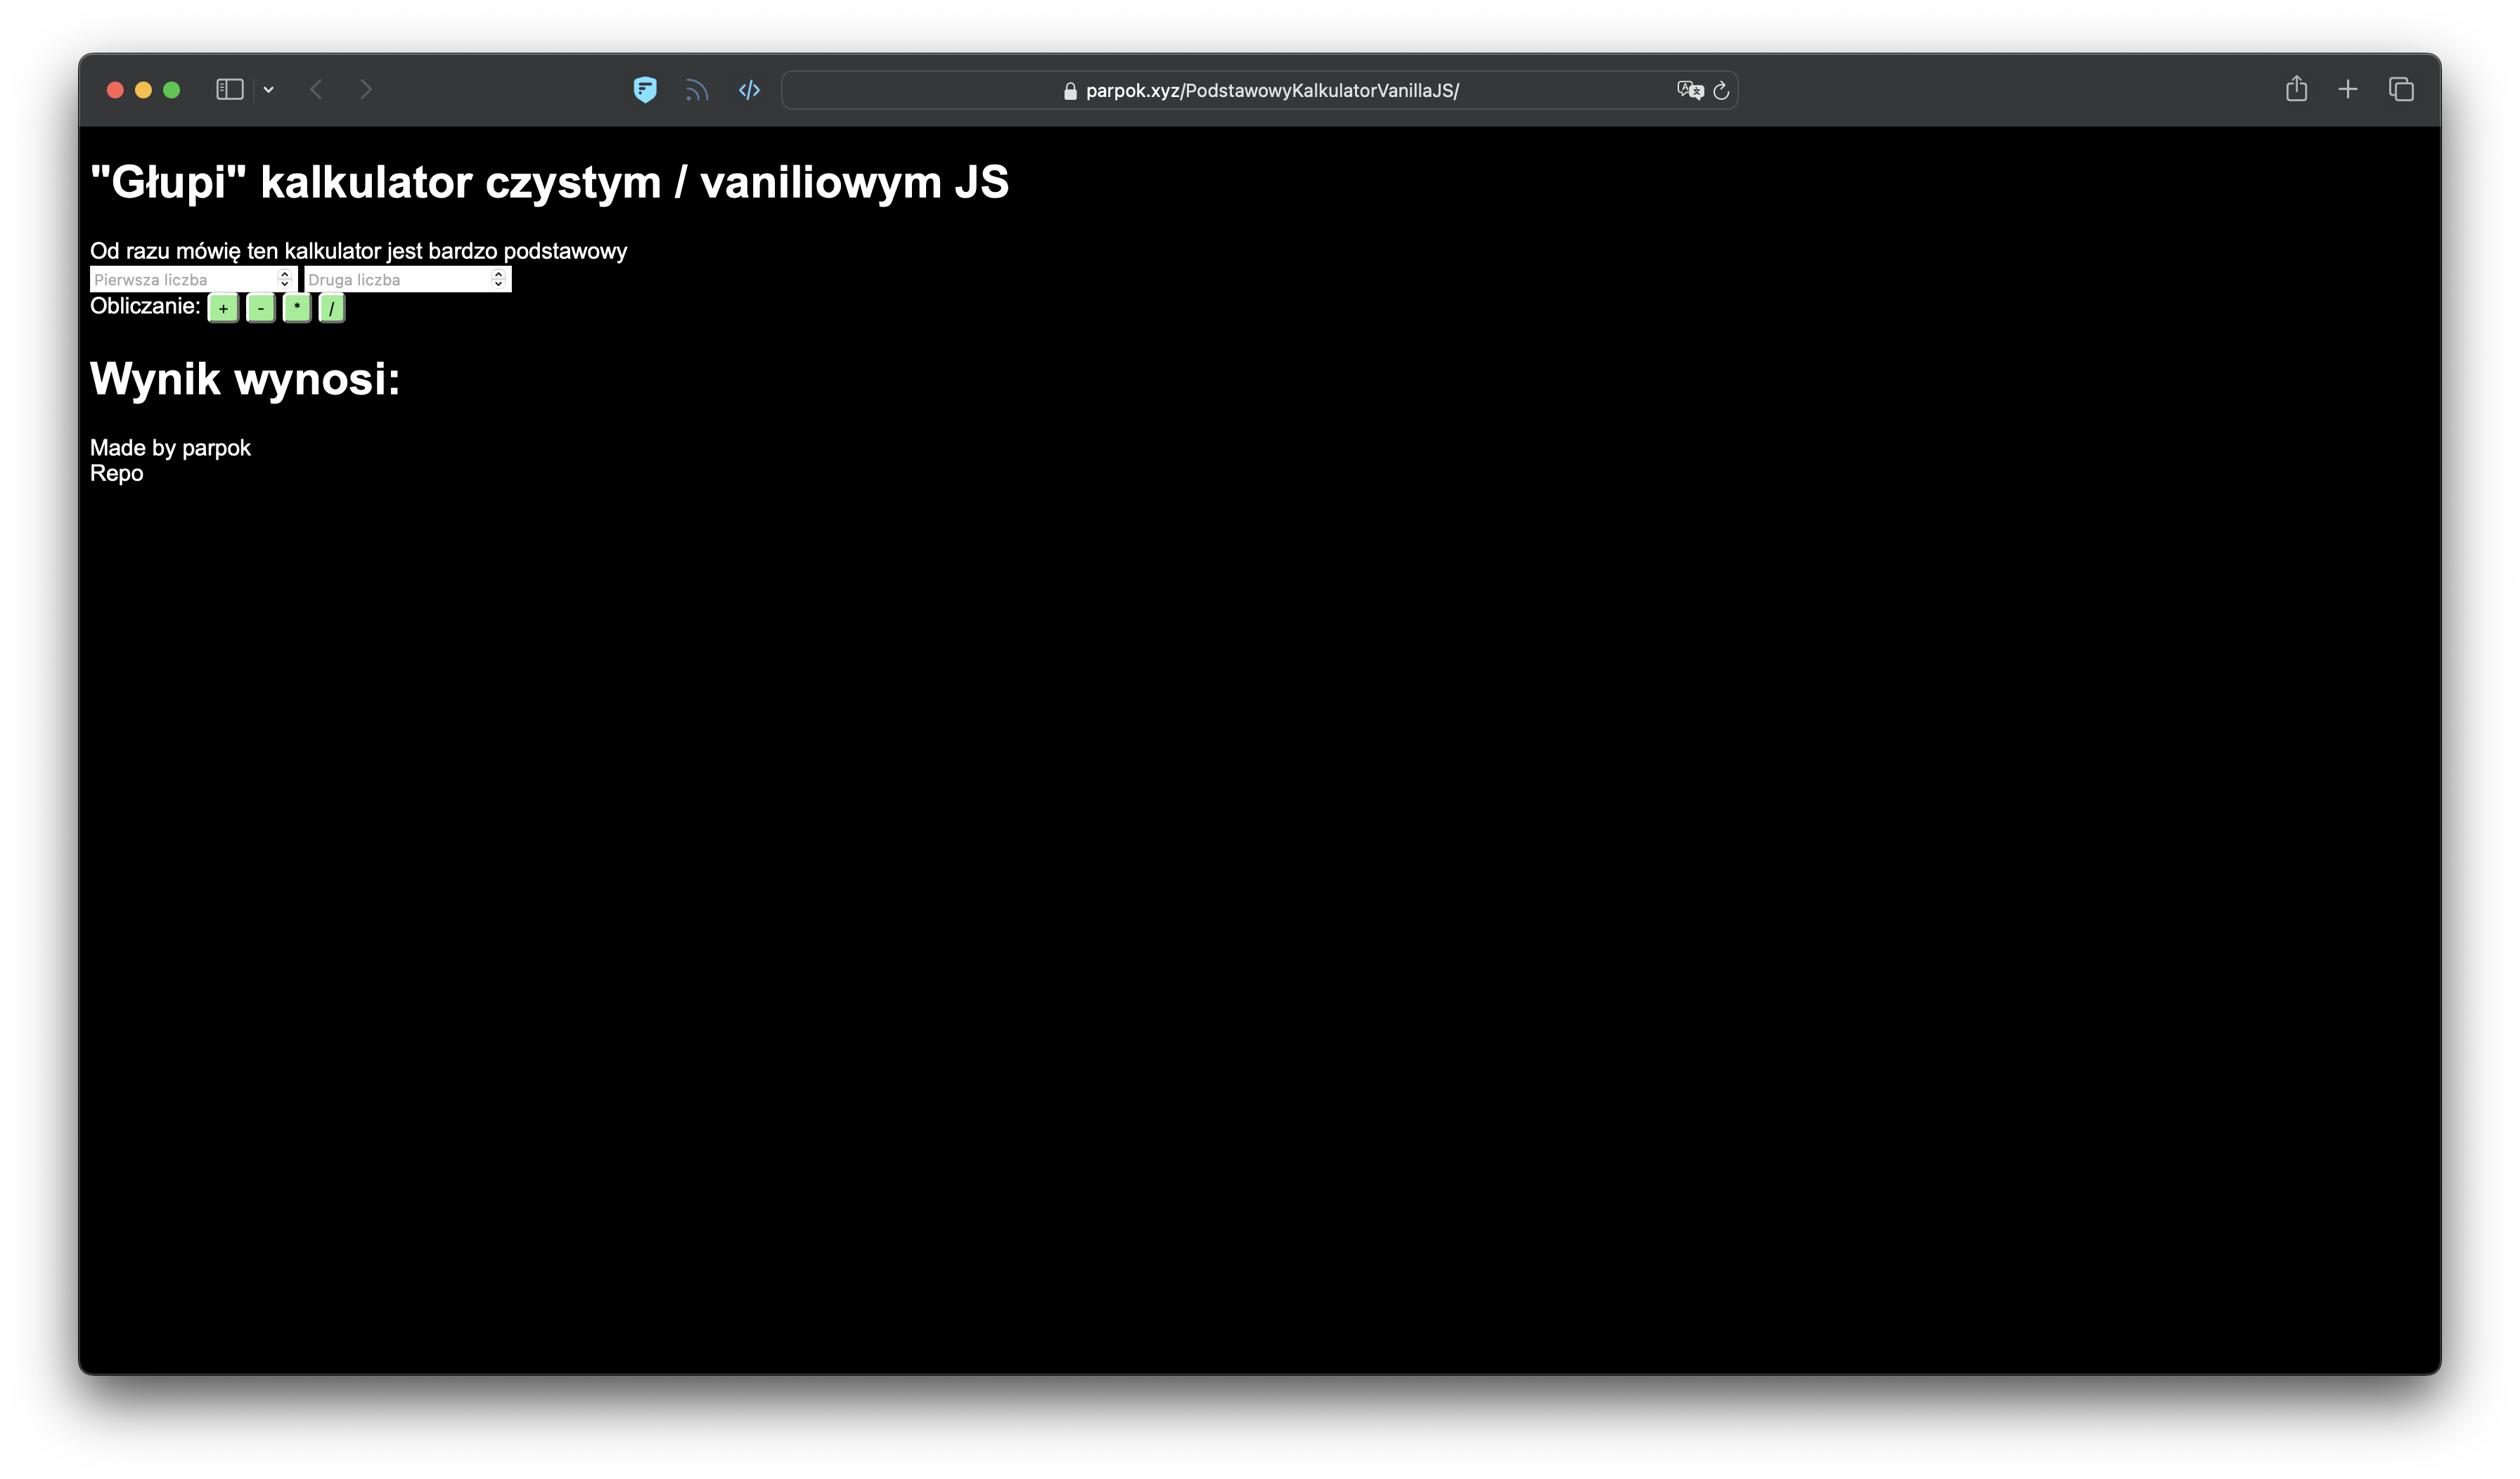 parpok.xyz/PodstawowyKalkulatorVanillaJS/
"Głupi" kalkulator czystym / vaniliowym JS
Od razu mówię ten kalkulator jest bardzo podstawowy
Pierwsza liczba Druga liczba
Obliczanie: + - * /
Wynik wynosi:
Made by parpok
Repo